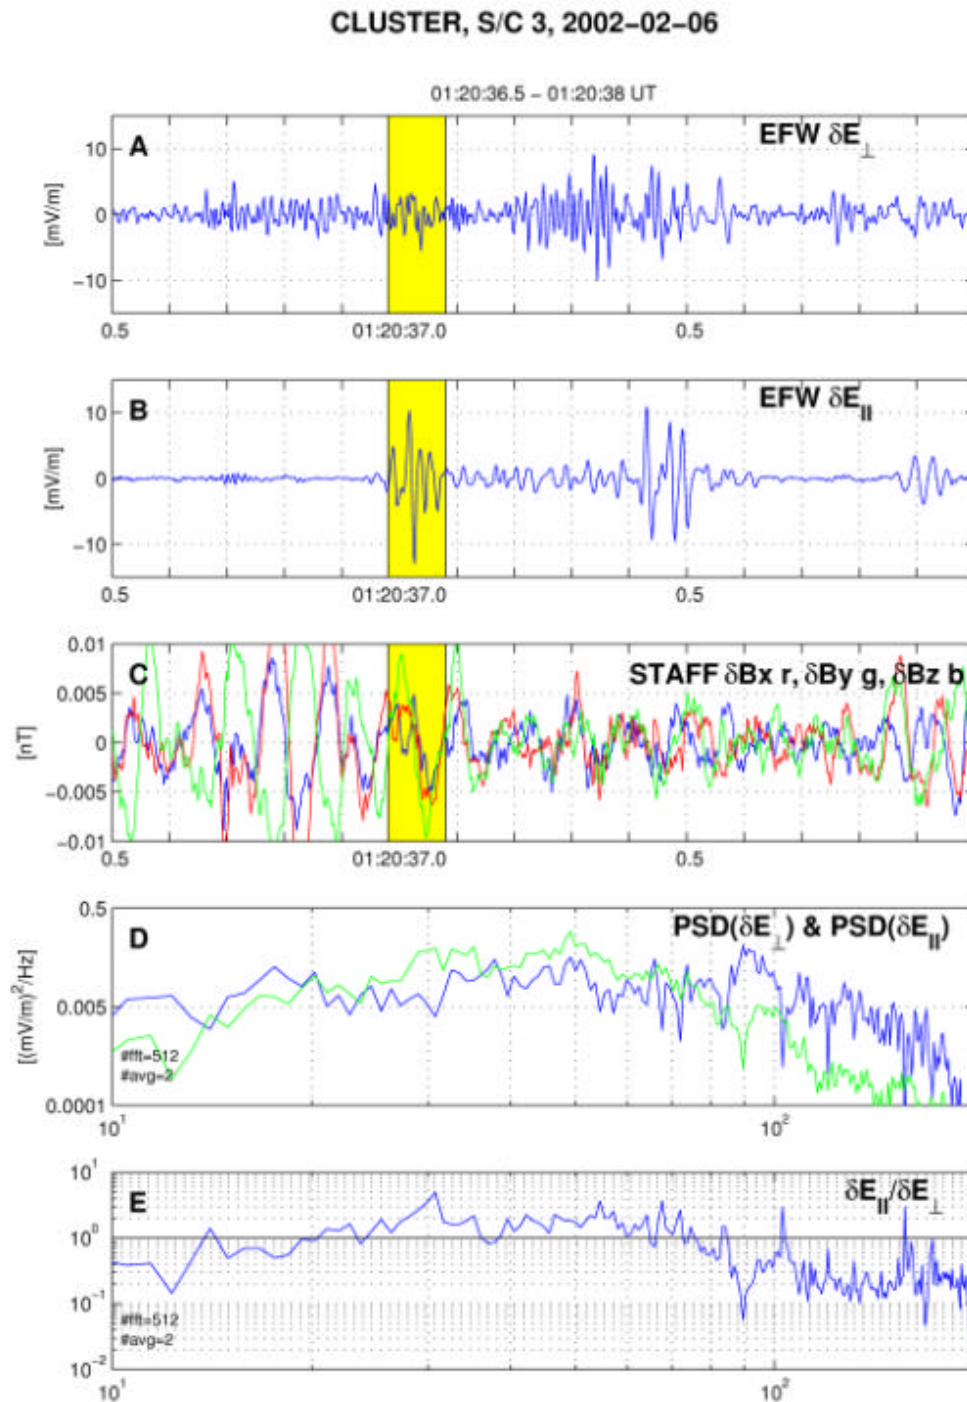 CLUSTER, S/C 3, 2002−02−06
01:20:36.5 − 01:20:38 UT
A
EFW δE⊥
[mV/m]
10
0
−10
0.5
01:20:37.0
0.5
B
EFW δE||
[mV/m]
10
0
−10
0.5
01:20:37.0
0.5
C
STAFF δBx r, δBy g, δBz b
[nT]
0.01
0.005
0
−0.005
−0.01
0.5
01:20:37.0
0.5
D
PSD(δE⊥) & PSD(δE||)
[(mV/m)²/Hz]
0.5
0.005
0.0001
#fft=512
#avg=2
10¹
10²
E
δE||/δE⊥
10¹
10⁰
10⁻¹
10⁻²
#fft=512
#avg=2
10¹
10²